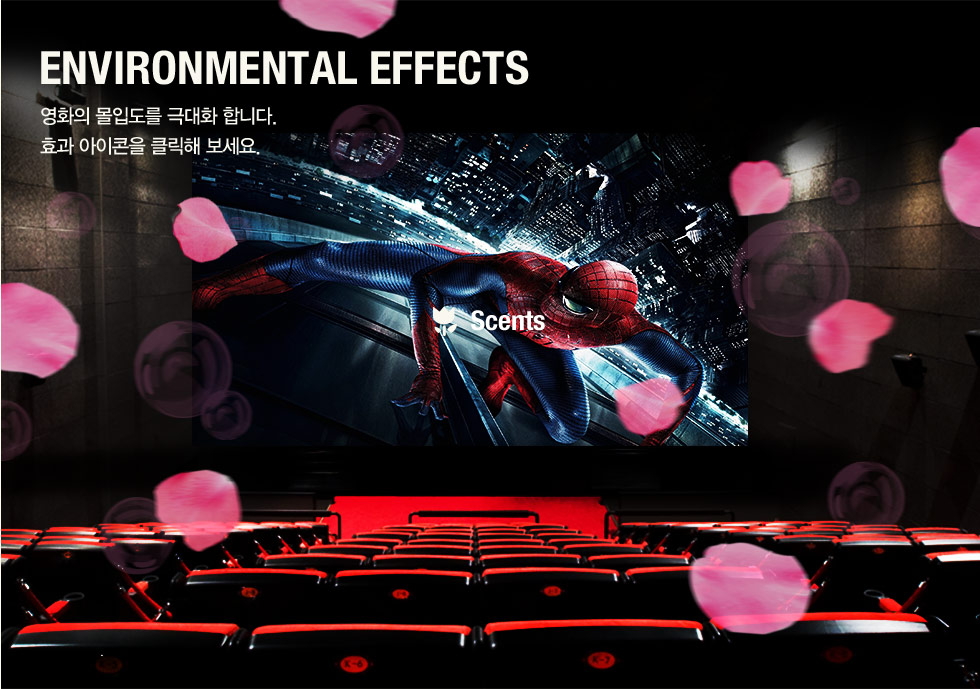 ENVIRONMENTAL EFFECTS
영화의 몰입도를 극대화 합니다.
효과 아이콘을 클릭해 보세요.
Scents